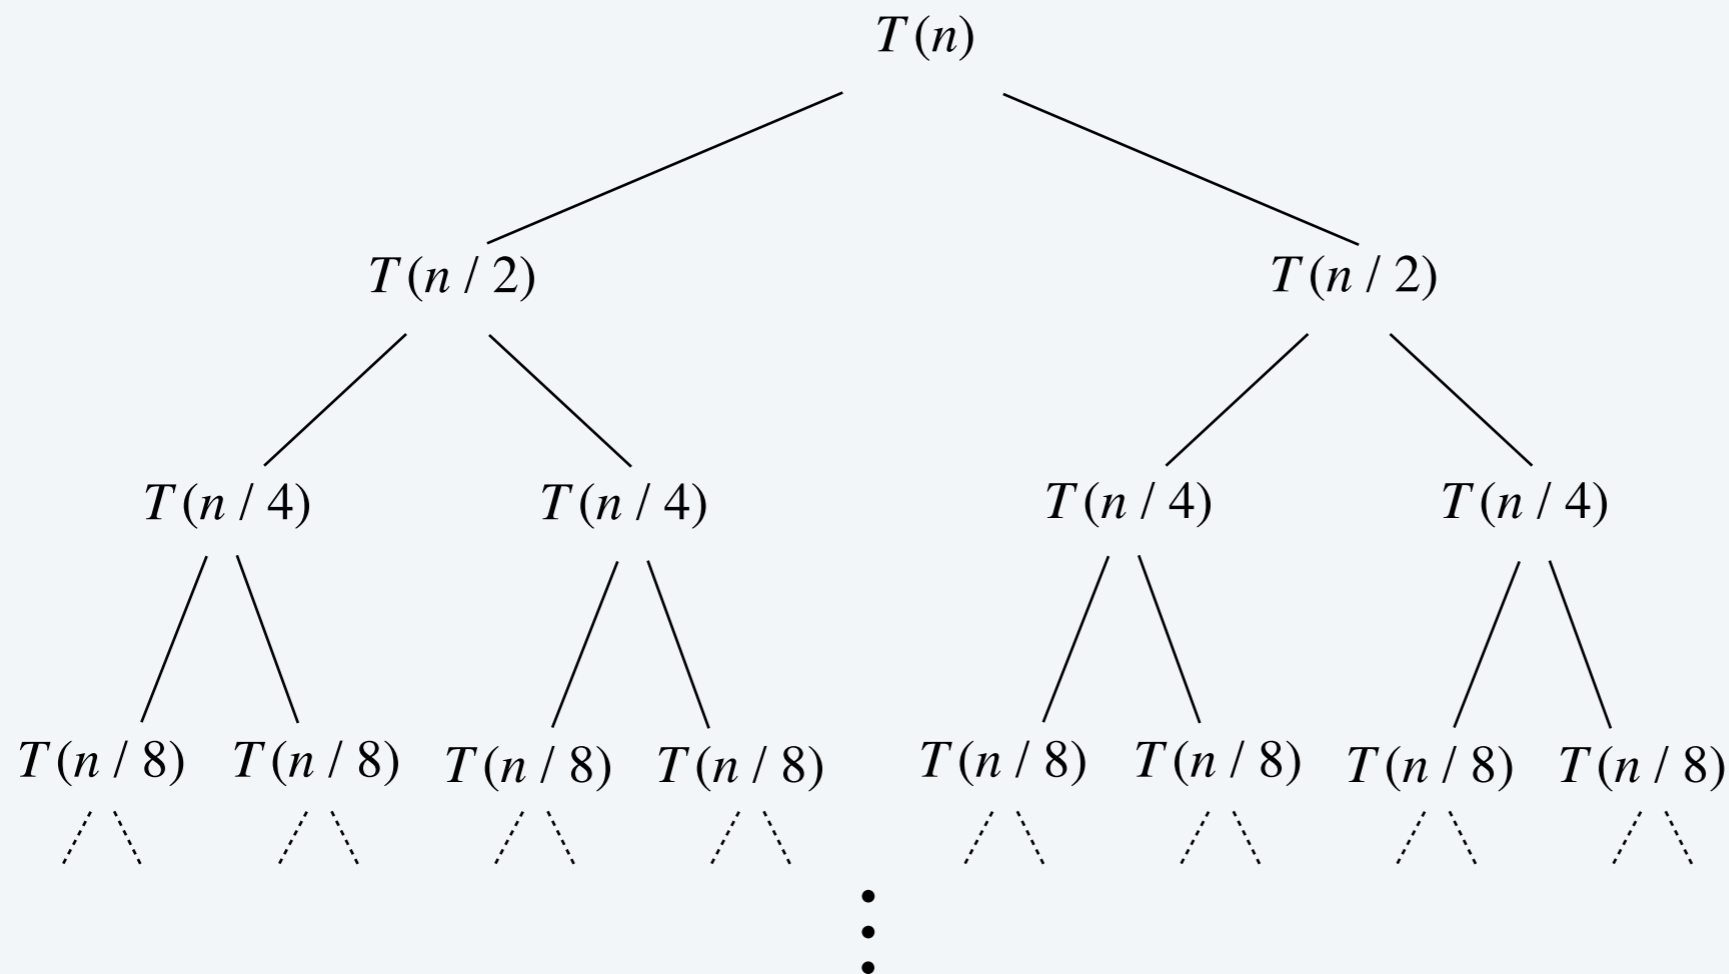 T(n)
T(n / 2) T(n / 2)
T(n / 4) T(n / 4) T(n / 4) T(n / 4)
T(n / 8) T(n / 8) T(n / 8) T(n / 8) T(n / 8) T(n / 8) T(n / 8) T(n / 8)